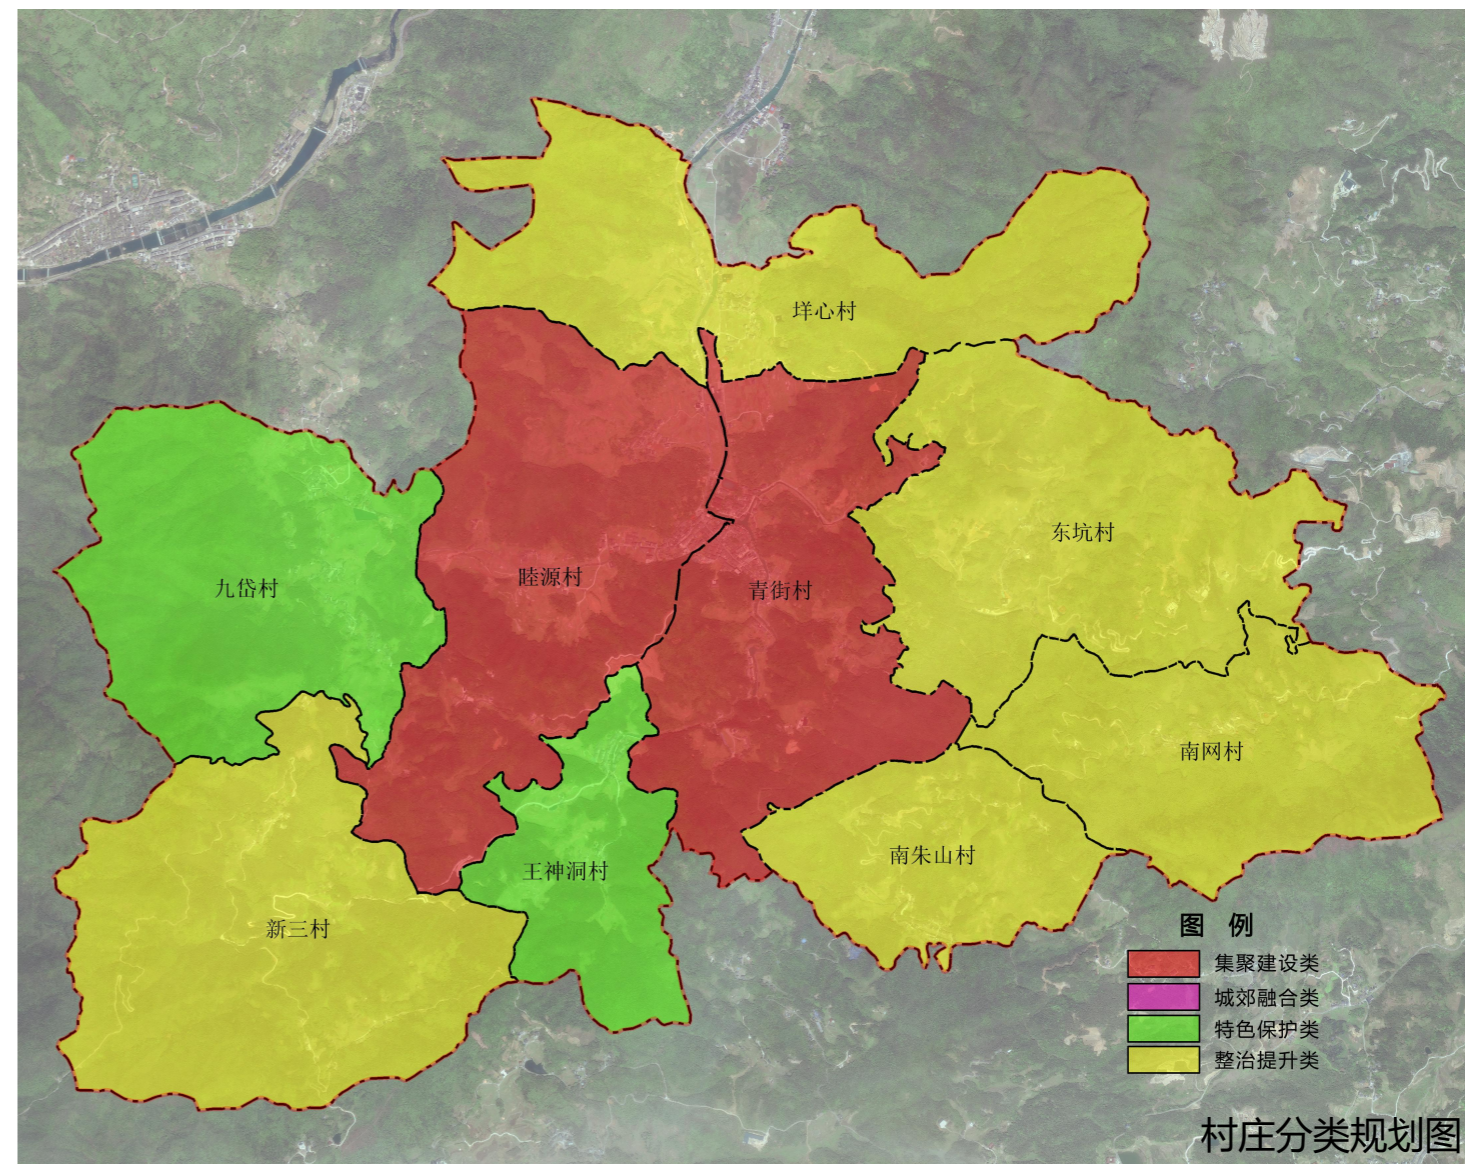 垟心村
东坑村
九岱村
睦源村
青街村
南网村
南朱山村
王神洞村
新三村
图 例
集聚建设类
城郊融合类
特色保护类
整治提升类
村庄分类规划图